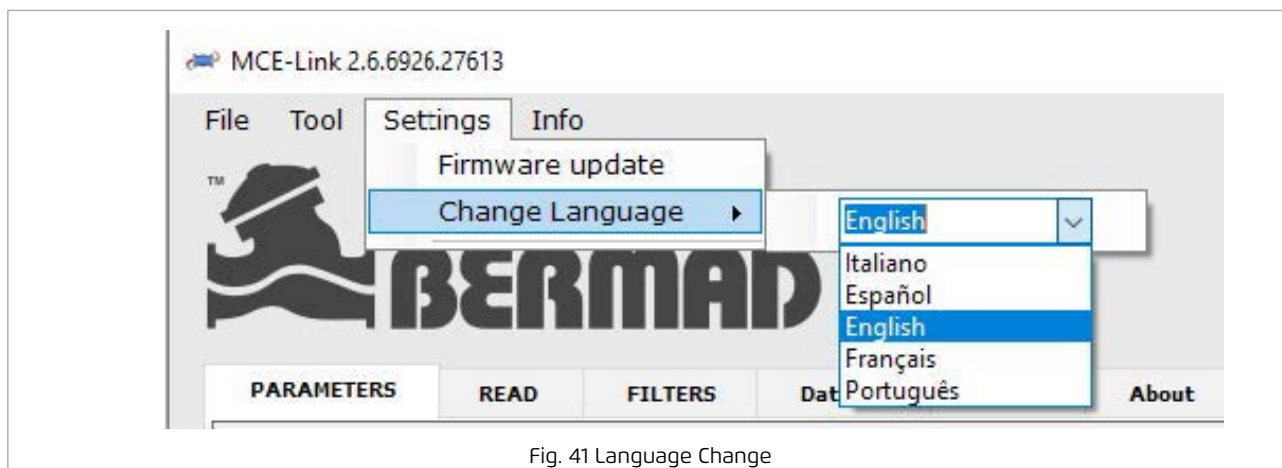 MCE-Link 2.6.6926.27613
File Tool Settings Info
Firmware update
Change Language
English
Italiano
Español
English
Français
Português
TM
BERMAD
PARAMETERS READ FILTERS Dat About
Fig. 41 Language Change